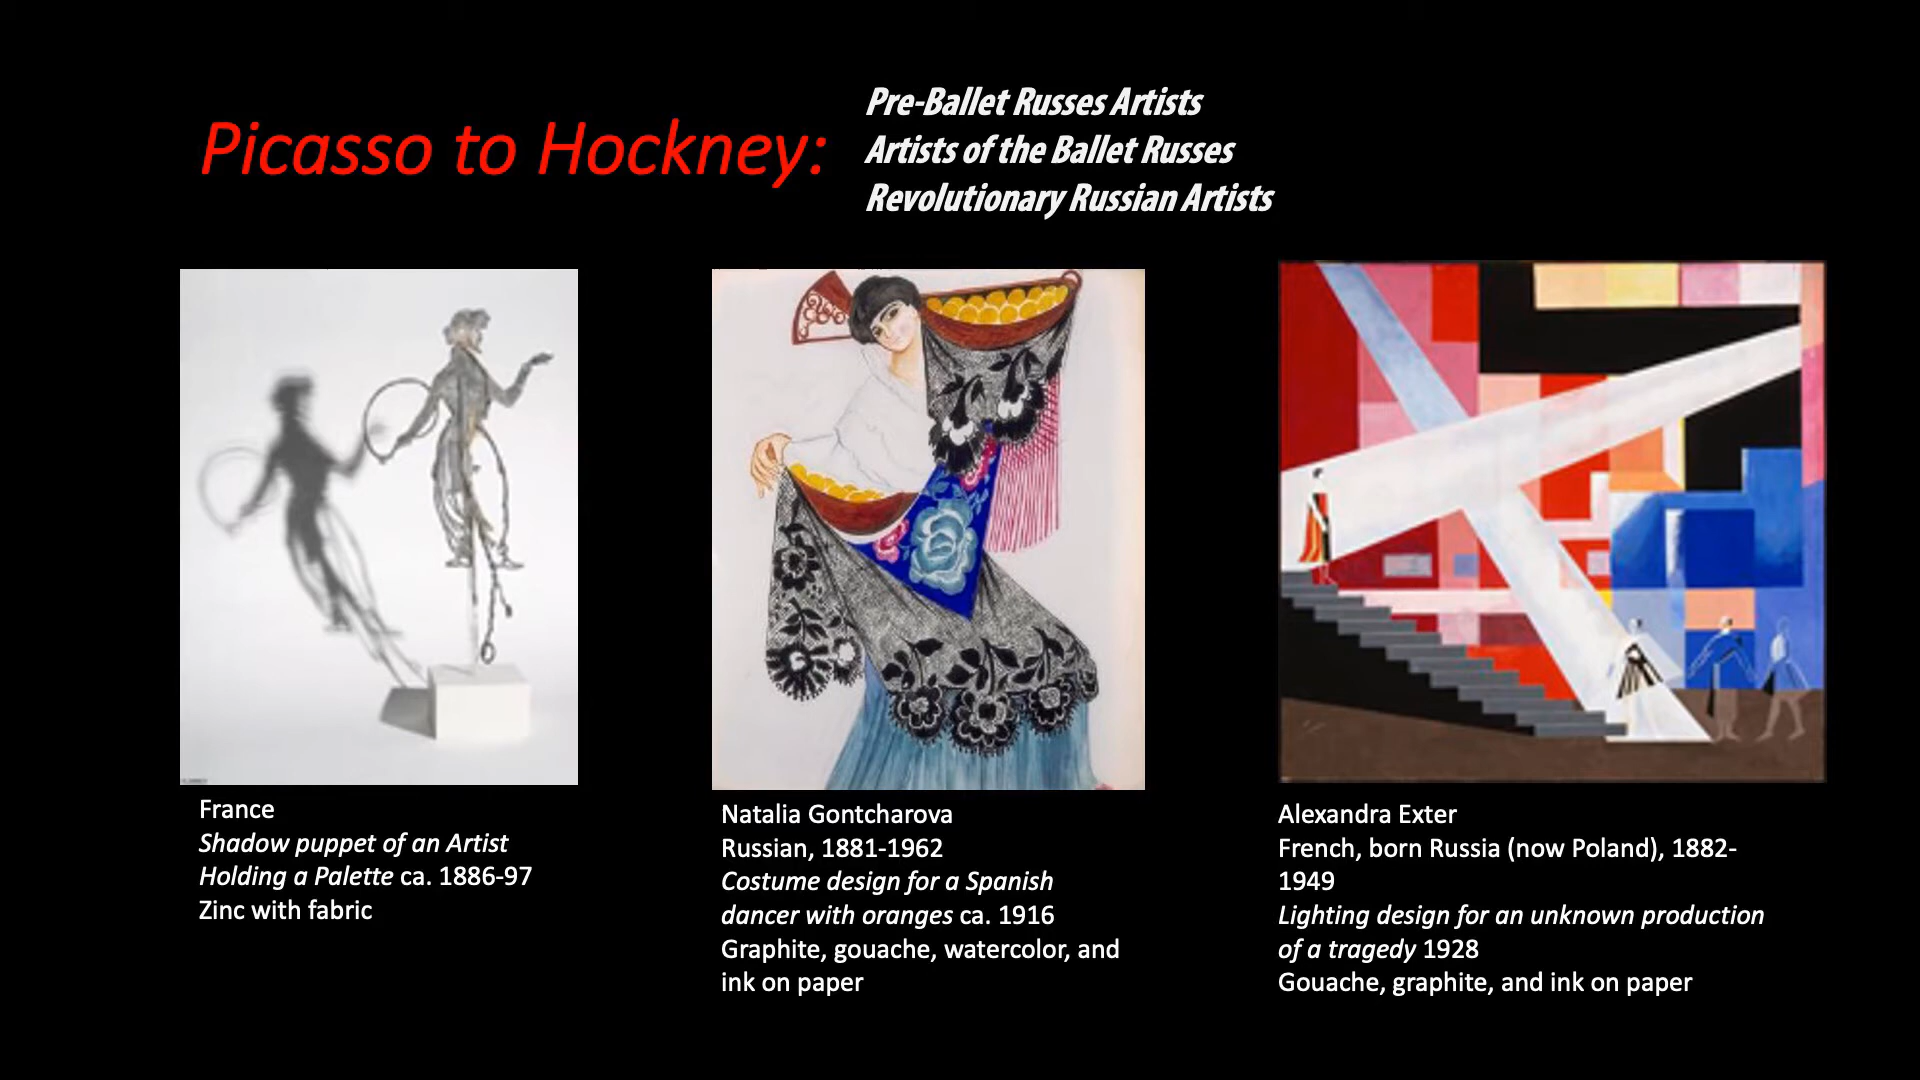 Picasso to Hockney:
Pre-Ballet Russes Artists
Artists of the Ballet Russes
Revolutionary Russian Artists
France
Shadow puppet of an Artist
Holding a Palette ca. 1886-97
Zinc with fabric
Natalia Gontcharova
Russian, 1881-1962
Costume design for a Spanish
dancer with oranges ca. 1916
Graphite, gouache, watercolor, and
ink on paper
Alexandra Exter
French, born Russia (now Poland), 1882-
1949
Lighting design for an unknown production
of a tragedy 1928
Gouache, graphite, and ink on paper